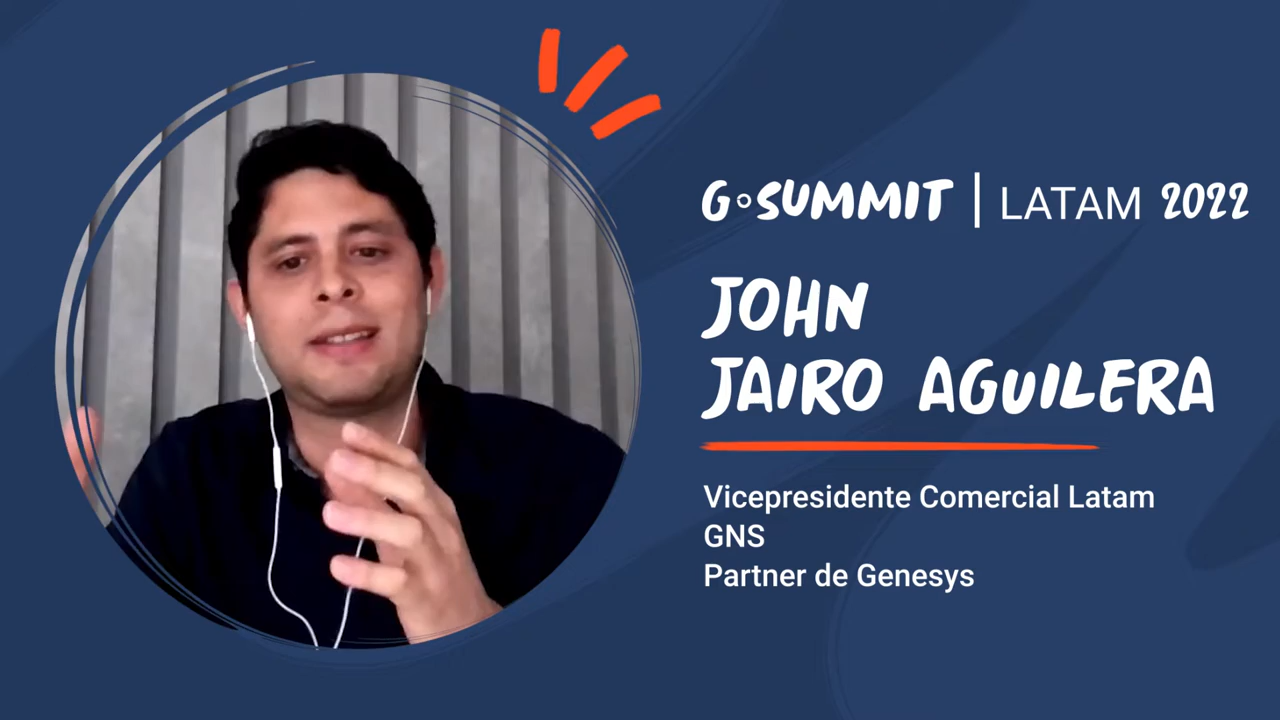 G·SUMMIT | LATAM 2022
JOHN
JAIRO AGUILERA
Vicepresidente Comercial Latam
GNS
Partner de Genesys